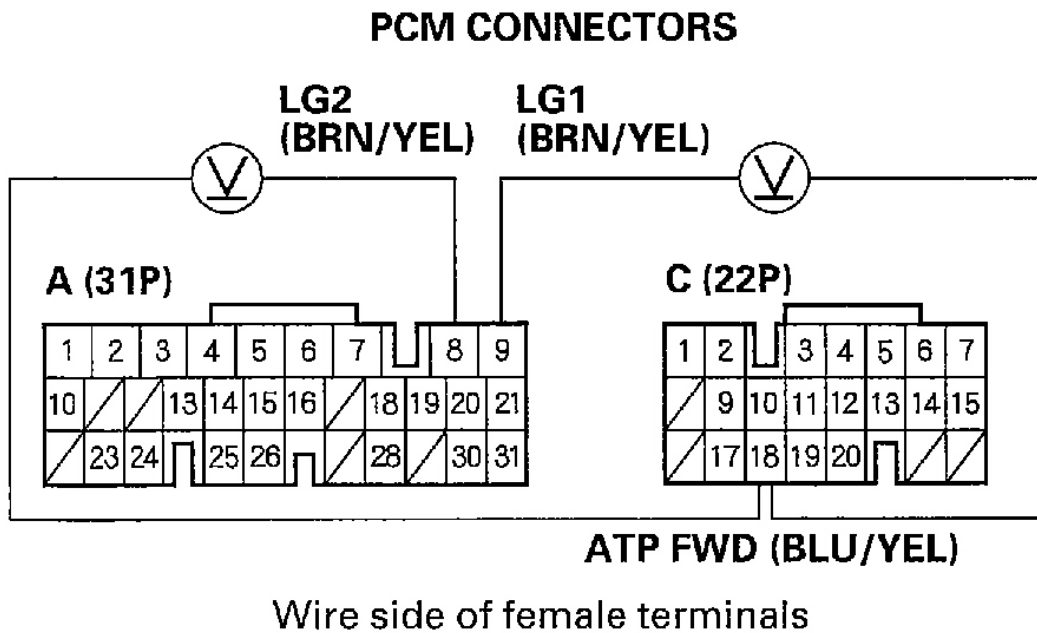 PCM CONNECTORS
LG2 LG1
(BRN/YEL) (BRN/YEL)
V V
A (31P) C (22P)
1 2 3 4 5 6 7 8 9
10 13 14 15 16 18 19 20 21
23 24 25 26 28 30 31
1 2 3 4 5 6 7
9 10 11 12 13 14 15
17 18 19 20
ATP FWD (BLU/YEL)
Wire side of female terminals